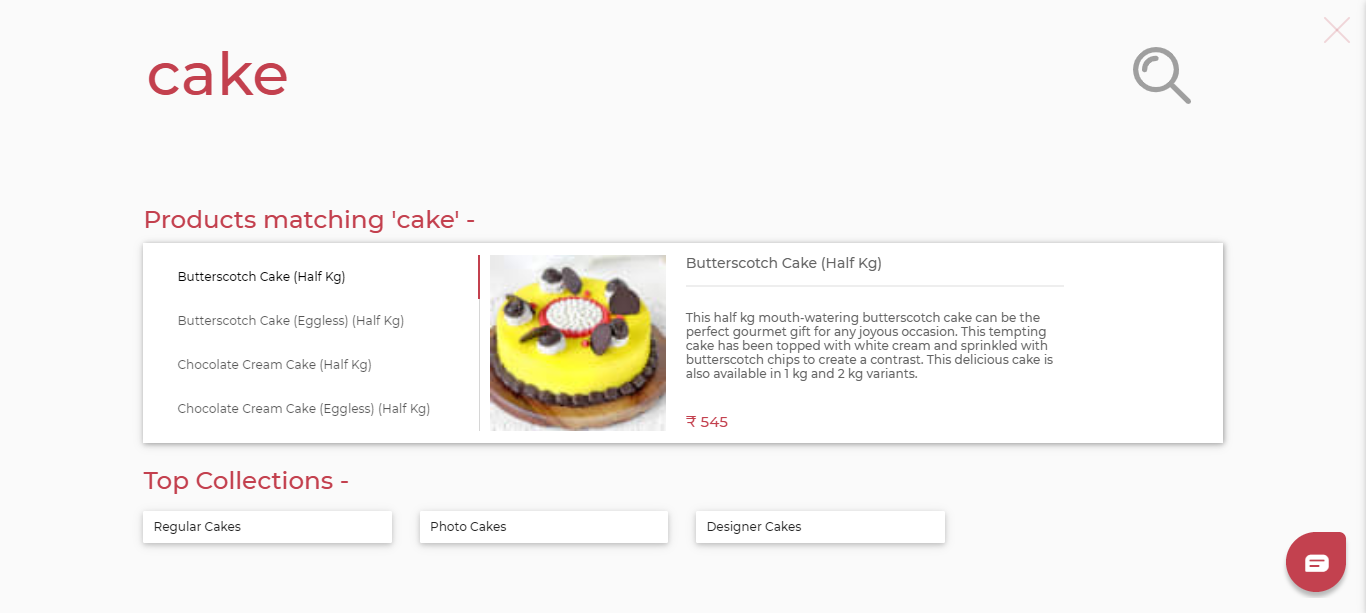 cake
Products matching 'cake' -
Butterscotch Cake (Half Kg)
Butterscotch Cake (Eggless) (Half Kg)
Chocolate Cream Cake (Half Kg)
Chocolate Cream Cake (Eggless) (Half Kg)
Butterscotch Cake (Half Kg)
This half kg mouth-watering butterscotch cake can be the
perfect gourmet gift for any joyous occasion. This tempting
cake has been topped with white cream and sprinkled with
butterscotch chips to create a contrast. This delicious cake is
also available in 1 kg and 2 kg variants.
₹ 545
Top Collections -
Regular Cakes
Photo Cakes
Designer Cakes